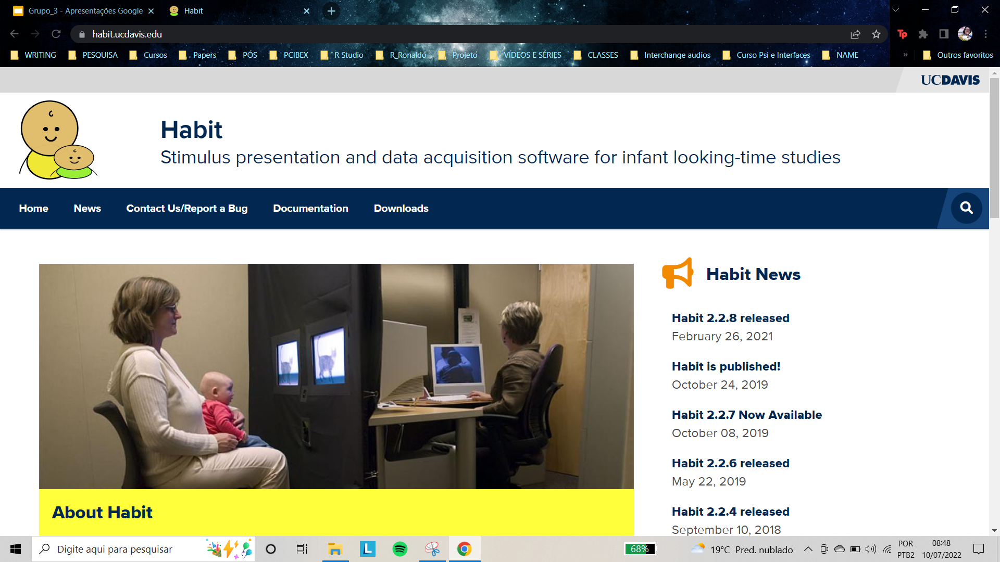 Grupo_3 - Apresentações Google
Habit
habit.ucdavis.edu
WRITING PESQUISA Cursos Papers PÓS PCIBEX R Studio R_Ronaldo Projeto VÍDEOS E SÉRIES CLASSES Interchange audios Curso Psi e Interfaces NAME » Outros favoritos
UCDAVIS
Habit
Stimulus presentation and data acquisition software for infant looking-time studies
Home News Contact Us/Report a Bug Documentation Downloads
Habit News
Habit 2.2.8 released
February 26, 2021
Habit is published!
October 24, 2019
Habit 2.2.7 Now Available
October 08, 2019
Habit 2.2.6 released
May 22, 2019
Habit 2.2.4 released
September 10, 2018
About Habit
Digite aqui para pesquisar
68%
19°C Pred. nublado
POR
PTB2
08:48
10/07/2022